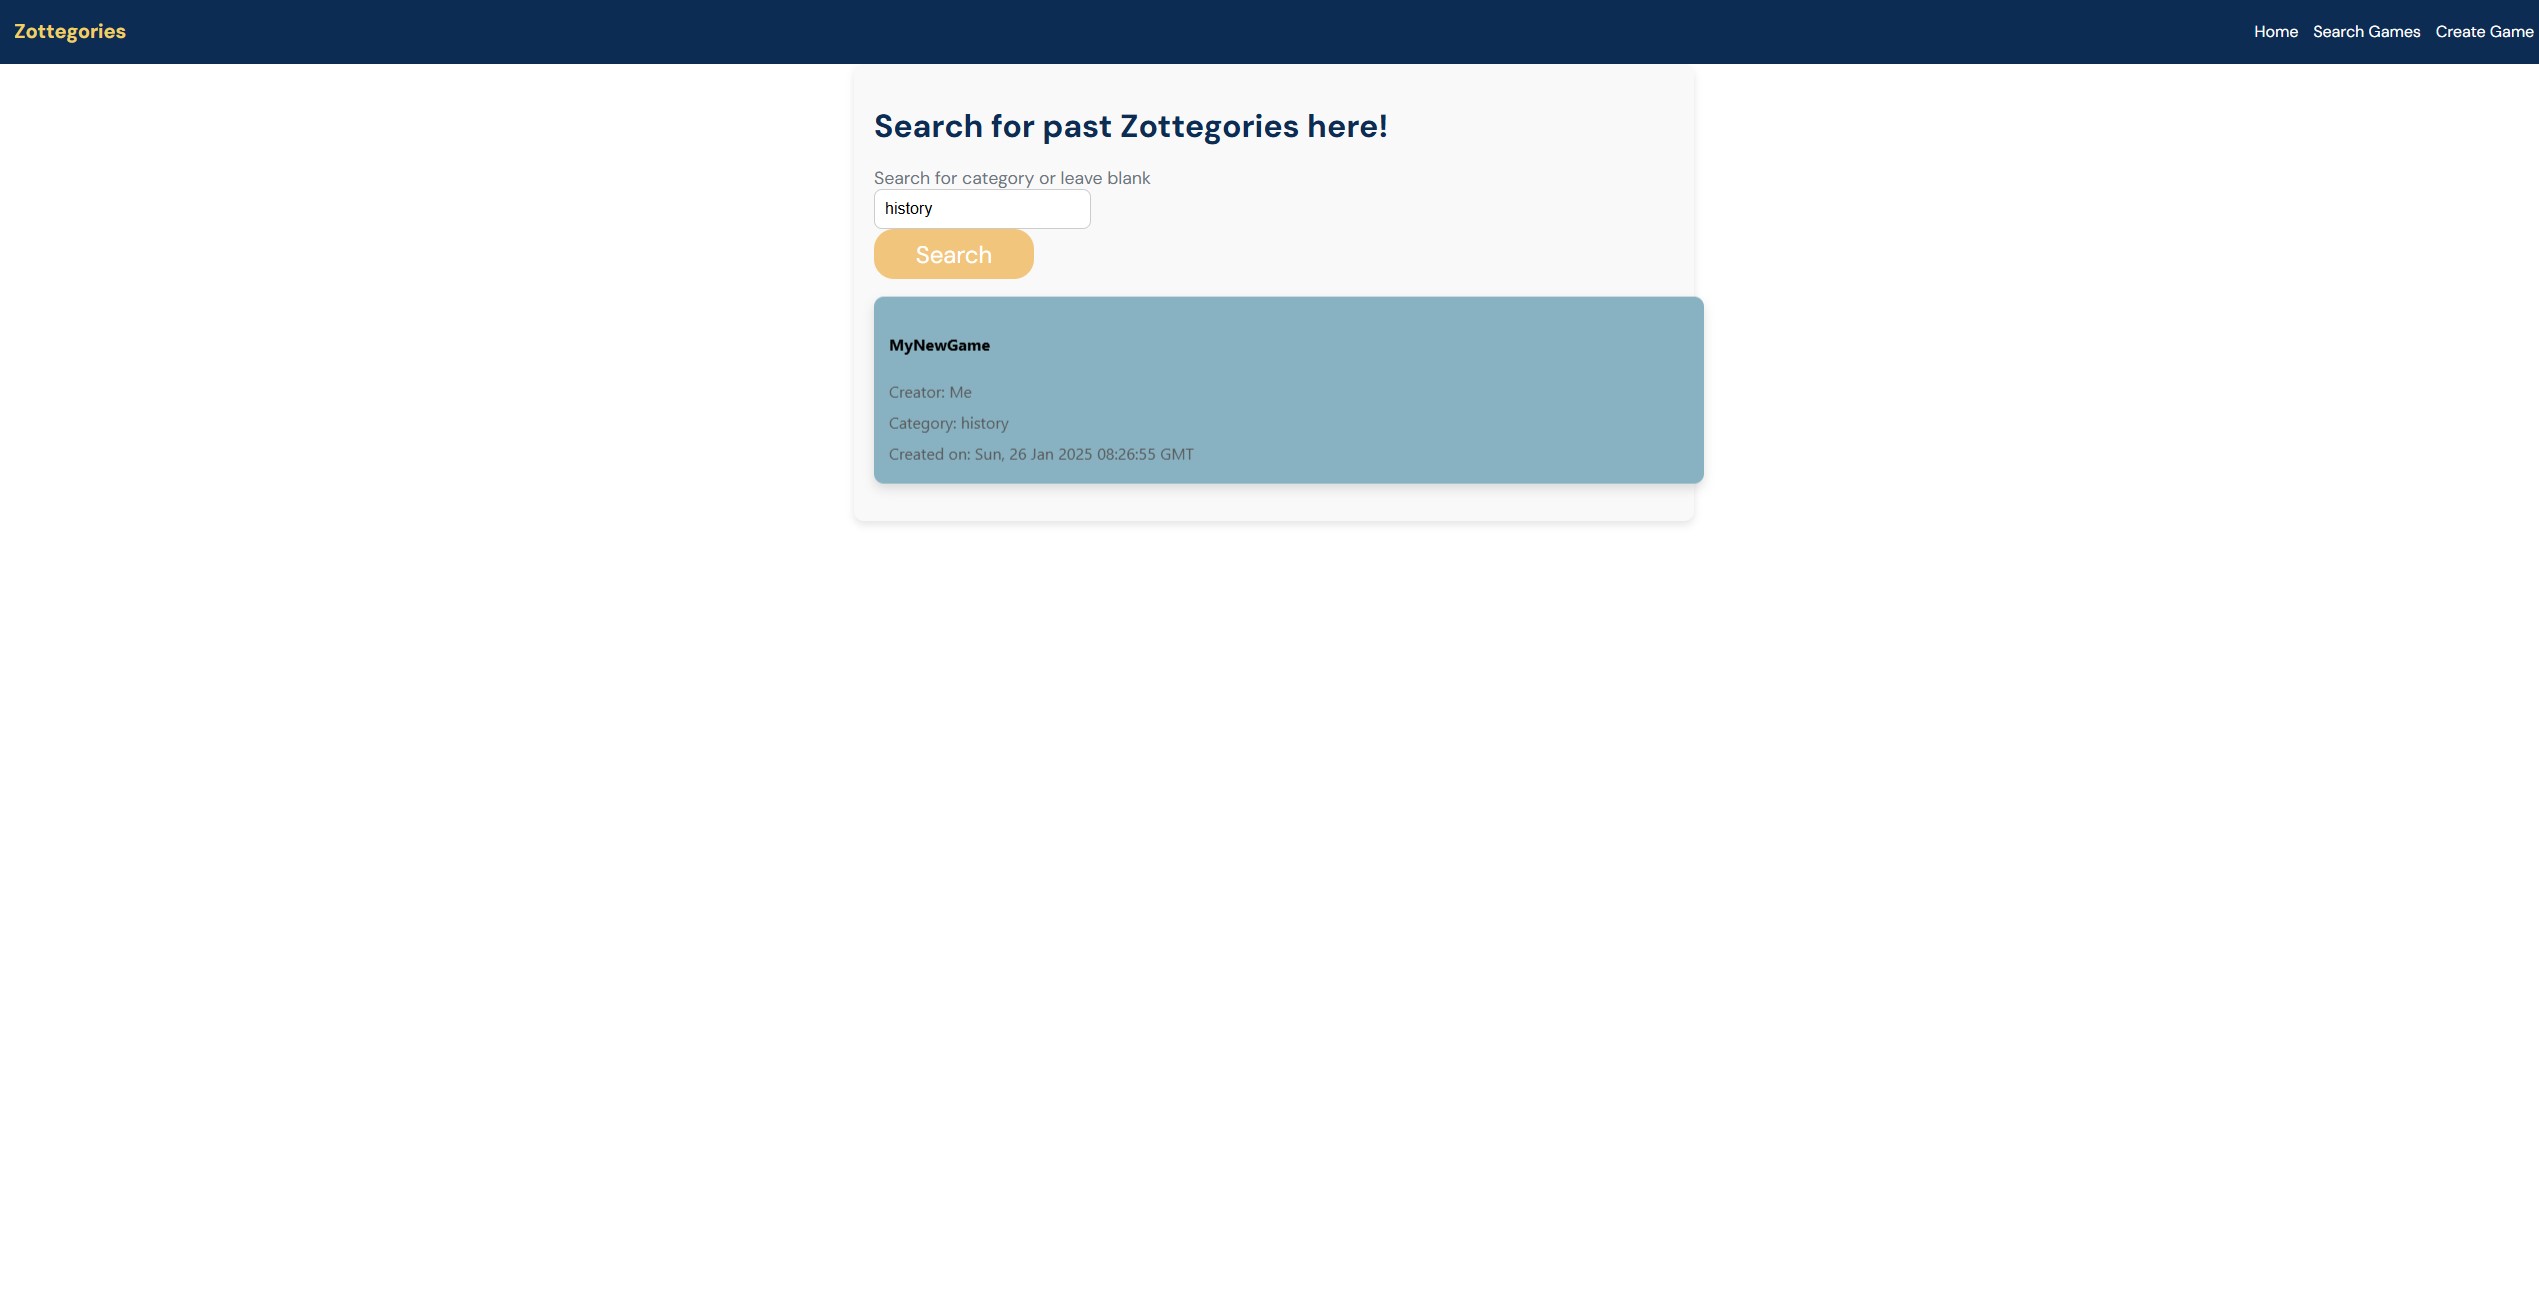 Zottegories
Home Search Games Create Game
Search for past Zottegories here!
Search for category or leave blank
history
Search
MyNewGame
Creator: Me
Category: history
Created on: Sun, 26 Jan 2025 08:26:55 GMT